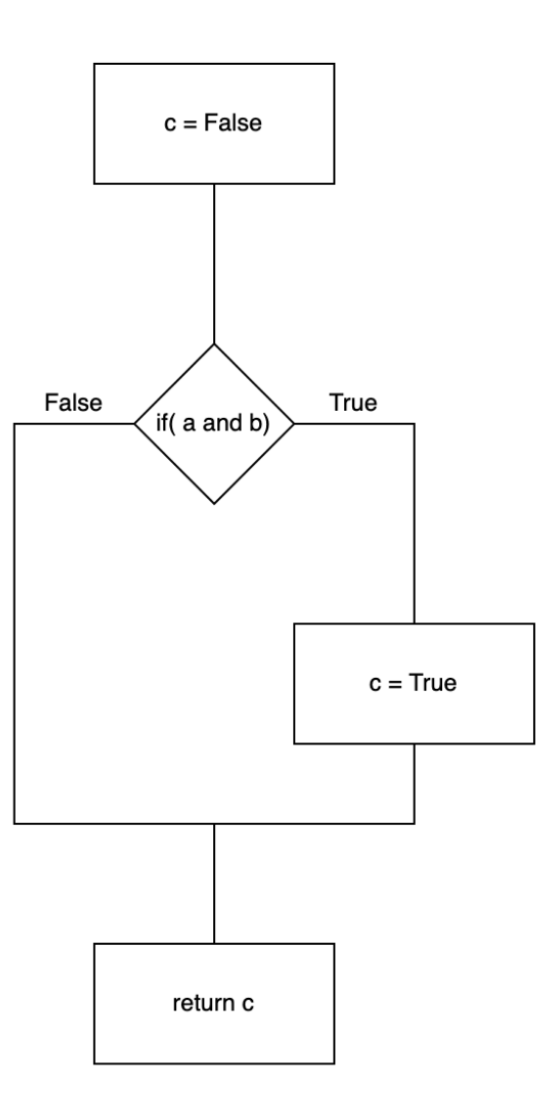 c = False
False
True
if( a and b)
c = True
return c